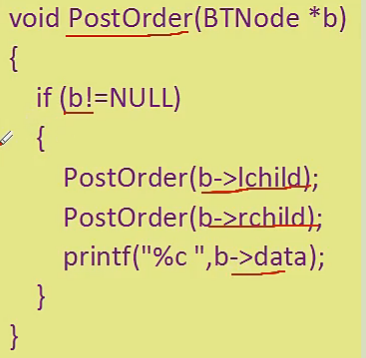 void PostOrder(BTNode *b)
{
if (b!=NULL)
{
PostOrder(b->lchild);
PostOrder(b->rchild);
printf("%c ",b->data);
}
}